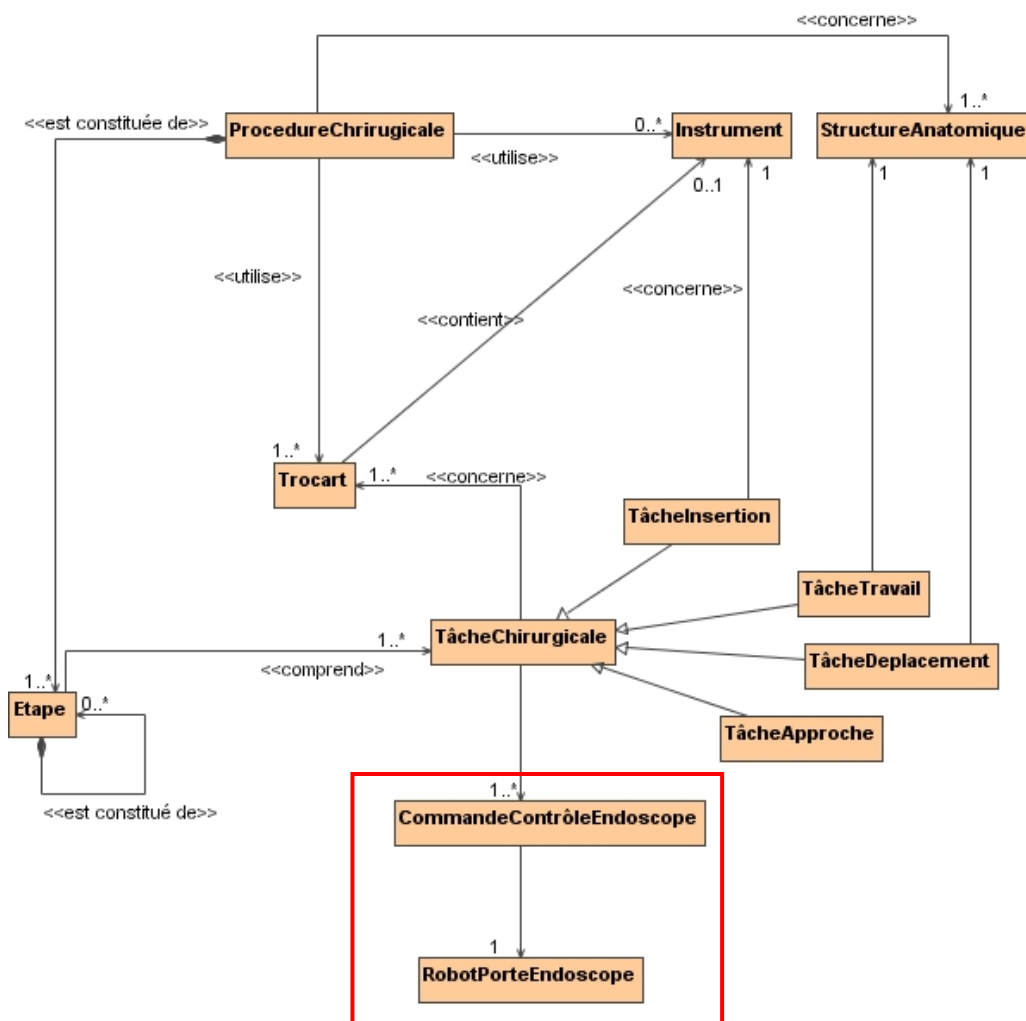 <<concerne>>
1..*
<<est constituée de>>
ProcedureChrirugicale
0..*
Instrument
StructureAnatomique
<<utilise>>
0..1
1
1
1
<<utilise>>
<<concerne>>
<<contient>>
1..*
Trocart
1..*
<<concerne>>
TâcheInsertion
TâcheTravail
1..*
TâcheChirurgicale
<<comprend>>
TâcheDeplacement
1..*
Etape
0..*
TâcheApproche
<<est constitué de>>
1..*
CommandeContrôleEndoscope
1
RobotPorteEndoscope